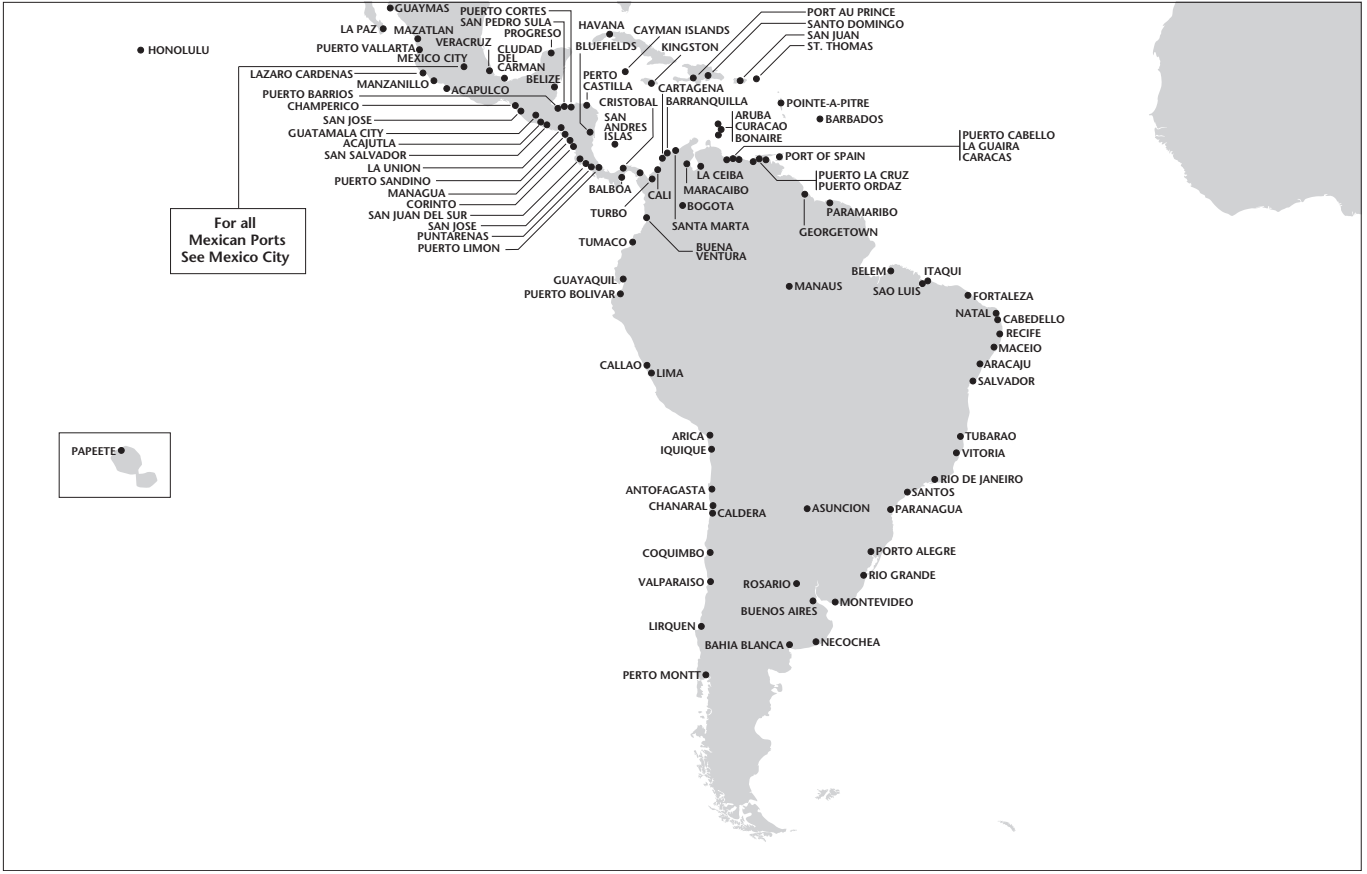 GUAYMAS
LA PAZ
MAZATLAN
HONOLULU
PUERTO VALLARTA
MEXICO CITY
VERACRUZ
CIUDAD
DEL
CARMAN
PUERTO CORTES
SAN PEDRO SULA
PROGRESO
HAVANA
BLUEFIELDS
CAYMAN ISLANDS
KINGSTON
PORT AU PRINCE
SANTO DOMINGO
SAN JUAN
ST. THOMAS
LAZARO CARDENAS
MANZANILLO
ACAPULCO
BELIZE
PERTO
CASTILLA
CARTAGENA
BARRANQUILLA
PUERTO BARRIOS
CHAMPERICO
SAN JOSE
GUATAMALA CITY
ACAJUTLA
SAN SALVADOR
LA UNION
PUERTO SANDINO
MANAGUA
CORINTO
SAN JUAN DEL SUR
SAN JOSE
PUNTARENAS
PUERTO LIMON
CRISTOBAL
SAN
ANDRES
ISLAS
POINTE-A-PITRE
BARBADOS
ARUBA
CURACAO
BONAIRE
PUERTO CABELLO
LA GUAIRA
CARACAS
PORT OF SPAIN
PUERTO LA CRUZ
PUERTO ORDAZ
LA CEIBA
MARACAIBO
BOGOTA
SANTA MARTA
BALBOA
CALI
TURBO
BUENA
VENTURA
TUMACO
PARAMARIBO
GEORGETOWN
For all
Mexican Ports
See Mexico City
GUAYAQUIL
PUERTO BOLIVAR
MANAUS
BELEM
ITAQUI
SAO LUIS
FORTALEZA
NATAL
CABEDELLO
RECIFE
MACEIO
ARACAJU
SALVADOR
CALLAO
LIMA
PAPEETE
ARICA
IQUIQUE
TUBARAO
VITORIA
RIO DE JANEIRO
SANTOS
PARANAGUA
ANTOFAGASTA
CHANARAL
CALDERA
ASUNCION
COQUIMBO
PORTO ALEGRE
VALPARAISO
ROSARIO
RIO GRANDE
BUENOS AIRES
MONTEVIDEO
LIRQUEN
BAHIA BLANCA
NECOCHEA
PERTO MONTT